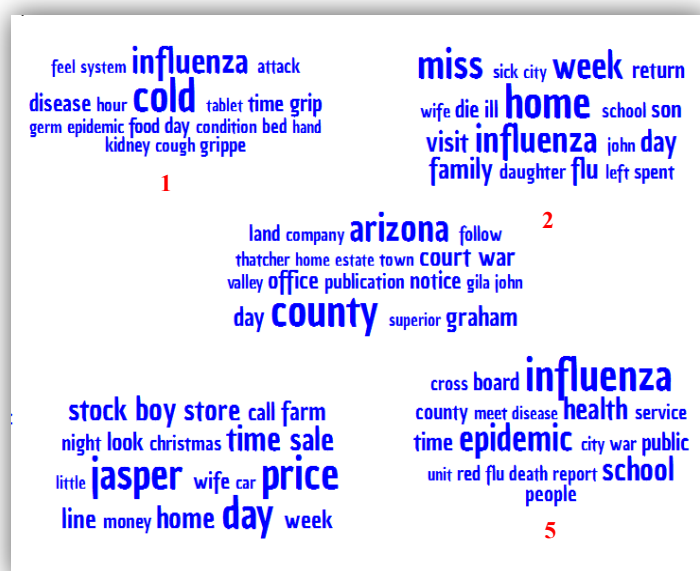 feel system influenza attack
disease hour cold tablet time grip
germ epidemic food day condition bed hand
kidney cough grippe
1
miss sick city week return
wife die ill home school son
visit influenza john day
family daughter flu left spent
2
land company arizona follow
thatcher home estate town court war
valley office publication notice gila john
day county superior graham
stock boy store call farm
night look christmas time sale
little jasper wife car price
line money home day week
cross board influenza
county meet disease health service
time epidemic city war public
unit red flu death report school
people
5